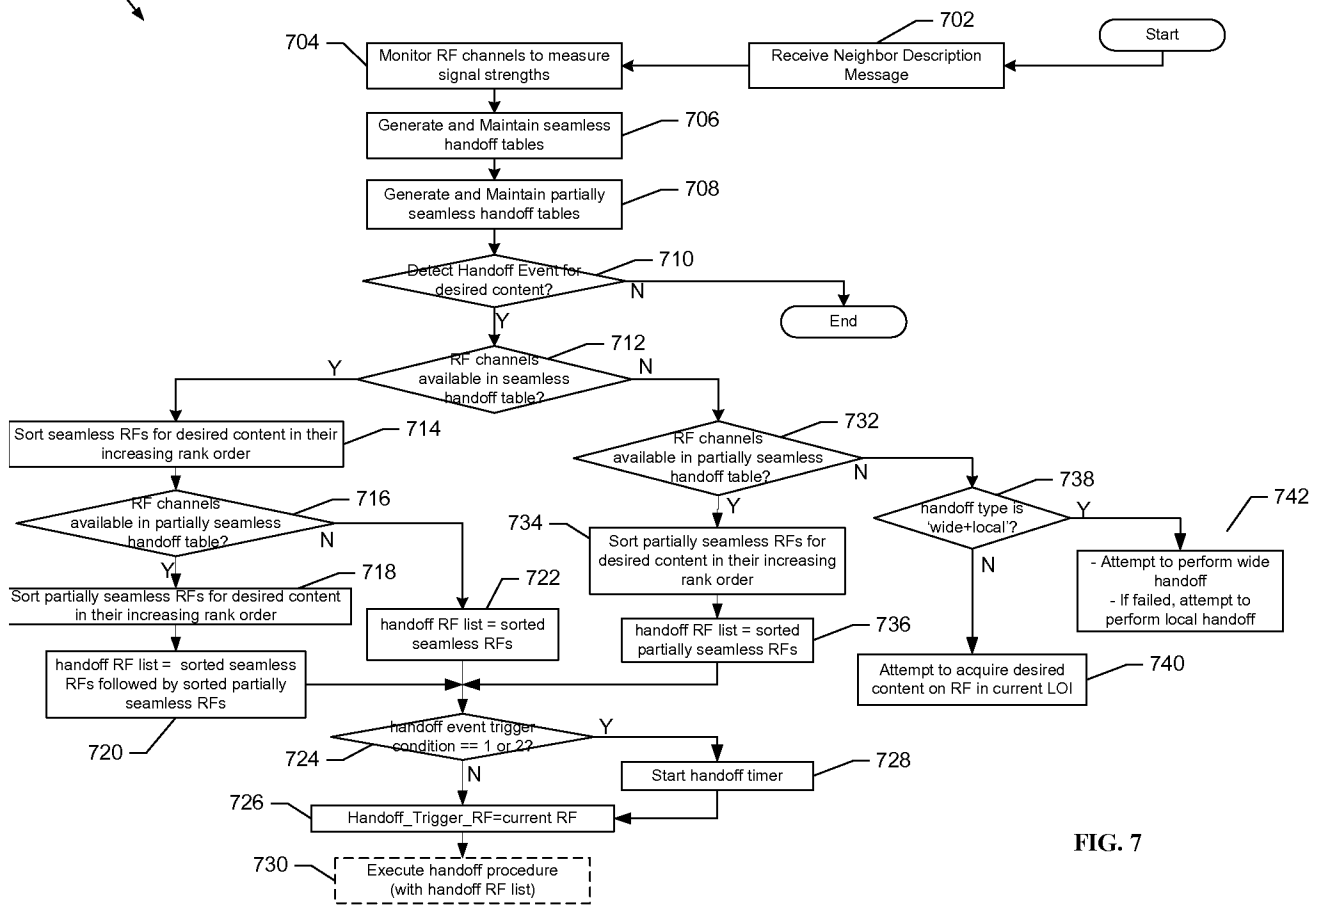 Start
702
Receive Neighbor Description
Message
704
Monitor RF channels to measure
signal strengths
706
Generate and Maintain seamless
handoff tables
708
Generate and Maintain partially
seamless handoff tables
710
Detect Handoff Event for
desired content?
N
End
Y
712
RF channels
available in seamless
handoff table?
Y
N
714
Sort seamless RFs for desired content in their
increasing rank order
716
RF channels
available in partially seamless
handoff table?
N
Y
718
Sort partially seamless RFs for desired content
in their increasing rank order
720
handoff RF list = sorted seamless
RFs followed by sorted partially
seamless RFs
722
handoff RF list = sorted
seamless RFs
732
RF channels
available in partially seamless
handoff table?
N
Y
734
Sort partially seamless RFs for
desired content in their increasing
rank order
736
handoff RF list = sorted
partially seamless RFs
738
handoff type is
'wide+local'?
Y
N
742
- Attempt to perform wide
handoff
- If failed, attempt to
perform local handoff
740
Attempt to acquire desired
content on RF in current LOI
724
handoff event trigger
condition == 1 or 2?
Y
N
728
Start handoff timer
726
Handoff_Trigger_RF=current RF
730
Execute handoff procedure
(with handoff RF list)
FIG. 7